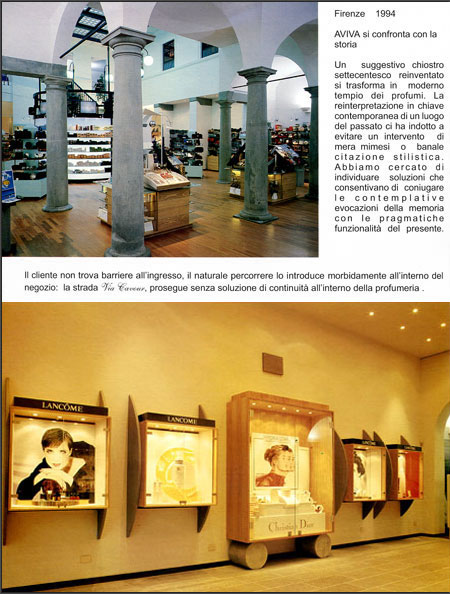 Firenze 1994
AVIVA si confronta con la
storia
Un suggestivo chiostro
settecentesco reinventato
si trasforma in moderno
tempio dei profumi. La
reinterpretazione in chiave
contemporanea di un luogo
del passato ci ha indotto a
evitare un intervento di
mera mimesi o banale
citazione stilistica.
Abbiamo cercato di
individuare soluzioni che
consentivano di coniugare
le contemplative
evocazioni della memoria
con le pragmatiche
funzionalità del presente.
Il cliente non trova barriere all'ingresso, il naturale percorrere lo introduce morbidamente all'interno del
negozio: la strada Via Cavour, prosegue senza soluzione di continuità all'interno della profumeria .
LANCÔME
LANCÔME
Christian Dior